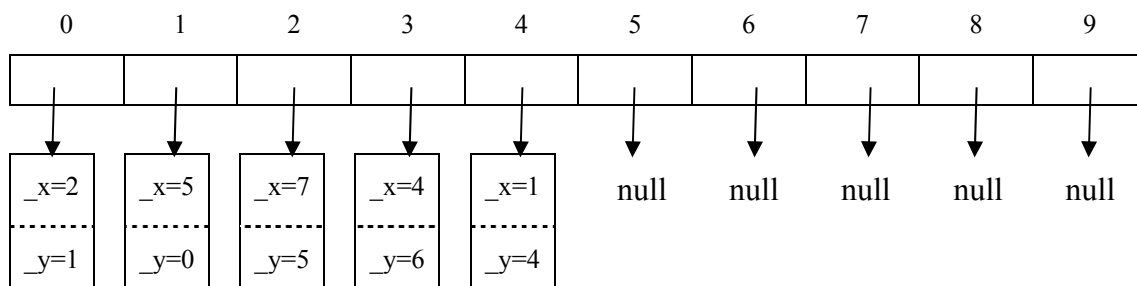 0 1 2 3 4 5 6 7 8 9
_x=2 _x=5 _x=7 _x=4 _x=1 null null null null null
_y=1 _y=0 _y=5 _y=6 _y=4